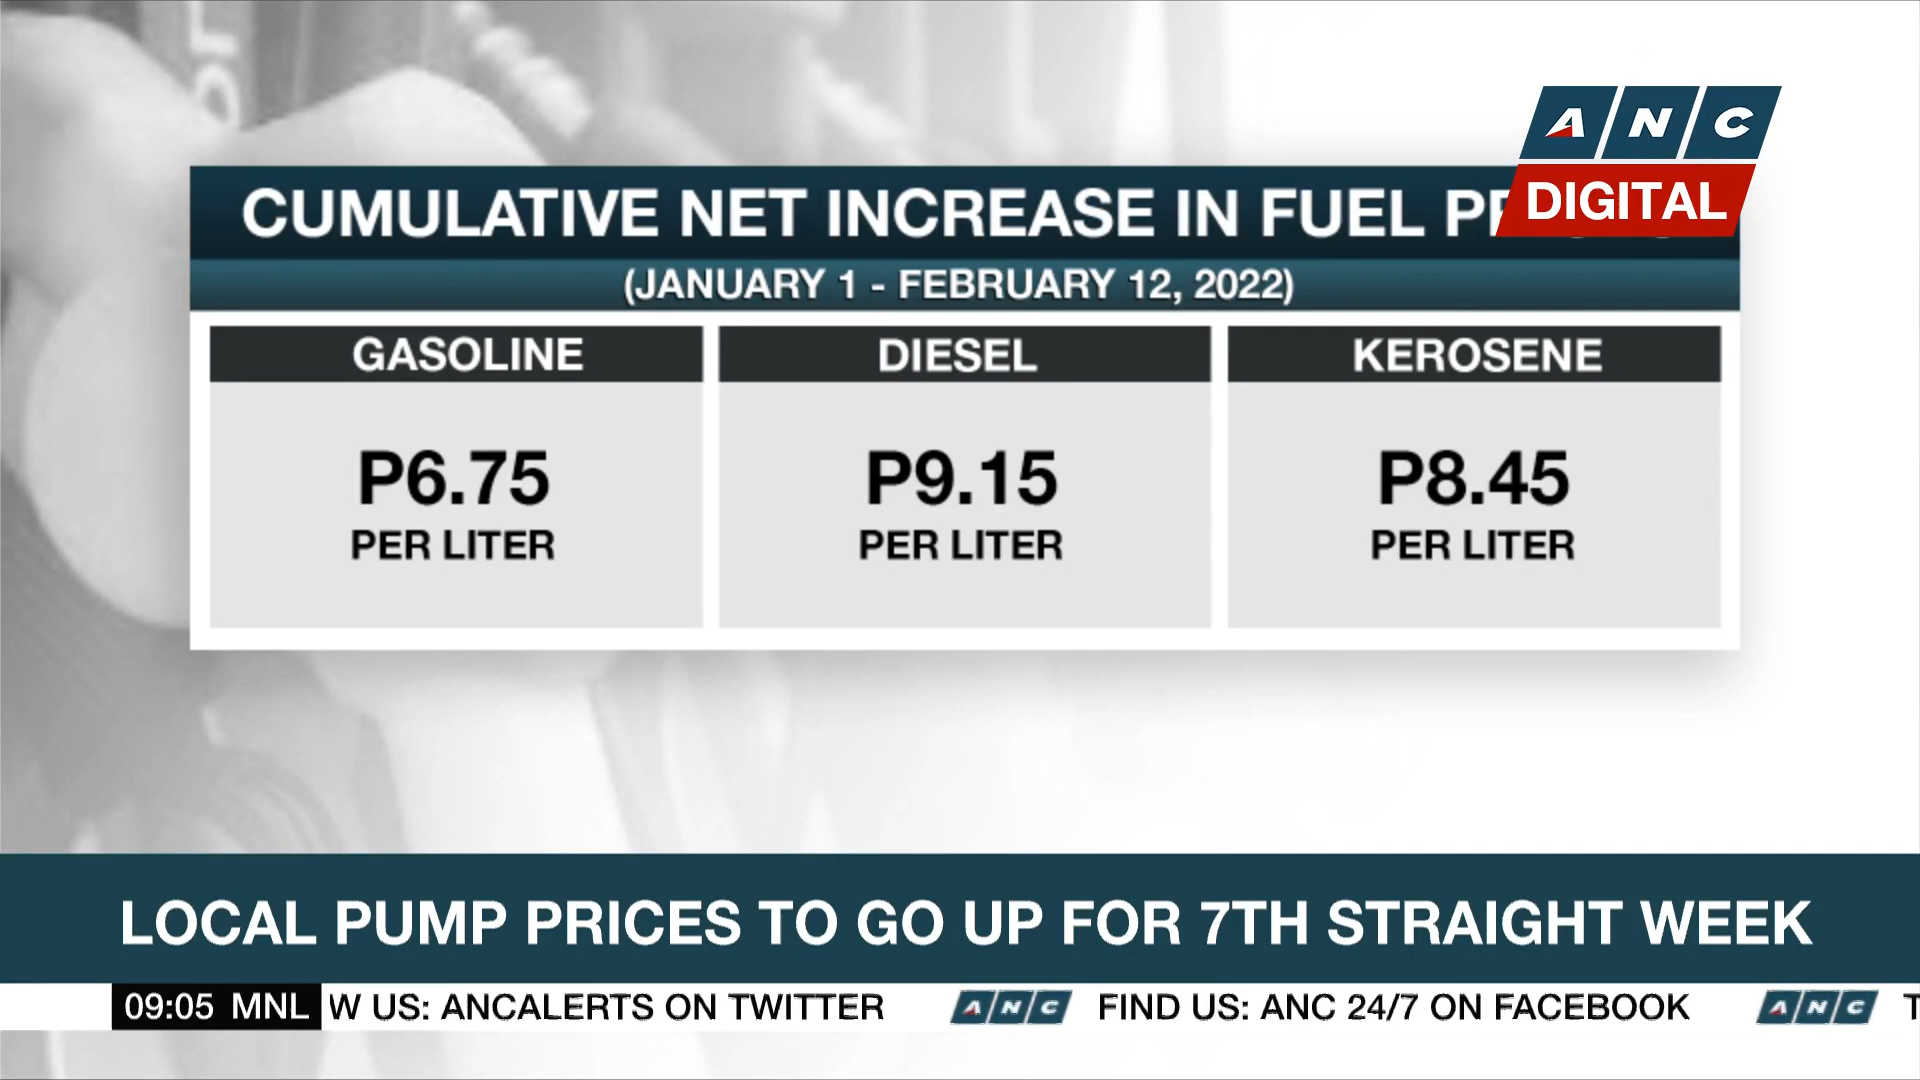 ANC
DIGITAL
CUMULATIVE NET INCREASE IN FUEL
(JANUARY 1 - FEBRUARY 12, 2022)
GASOLINE
P6.75
PER LITER
DIESEL
P9.15
PER LITER
KEROSENE
P8.45
PER LITER
LOCAL PUMP PRICES TO GO UP FOR 7TH STRAIGHT WEEK
09:05 MNL W US: ANCALERTS ON TWITTER ANC FIND US: ANC 24/7 ON FACEBOOK ANC T